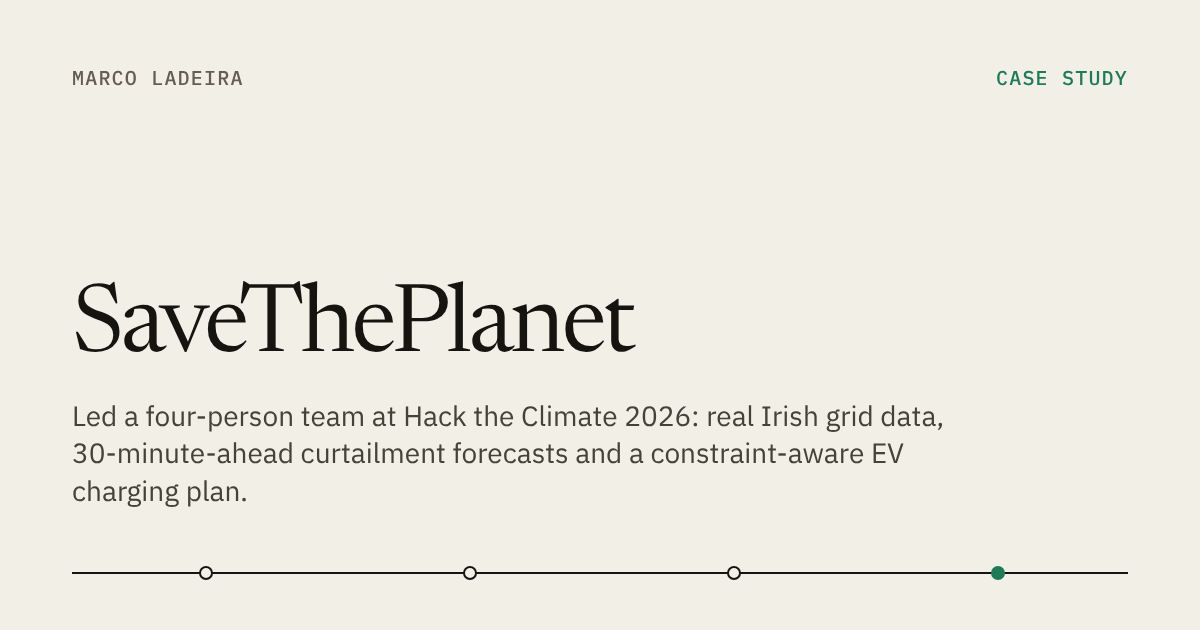 MARCO LADEIRA
CASE STUDY
SaveThePlanet
Led a four-person team at Hack the Climate 2026: real Irish grid data,
30-minute-ahead curtailment forecasts and a constraint-aware EV
charging plan.